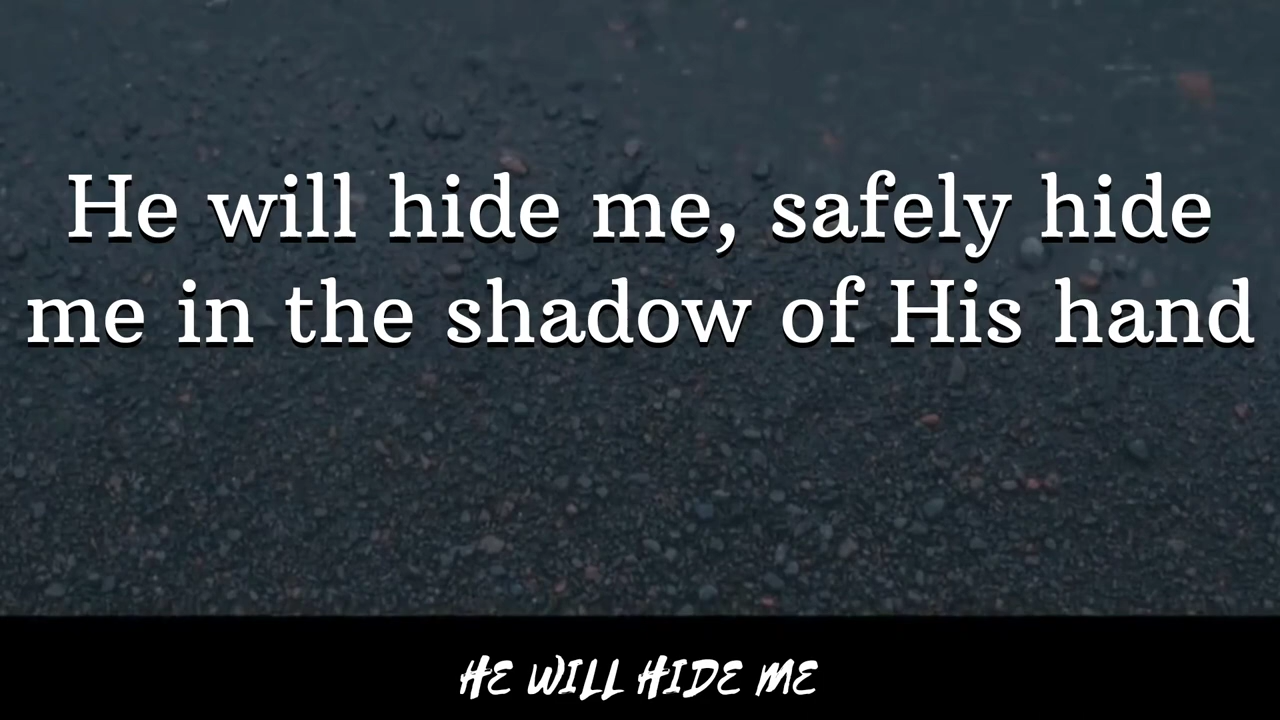 He will hide me, safely hide
me in the shadow of His hand
HE WILL HIDE ME